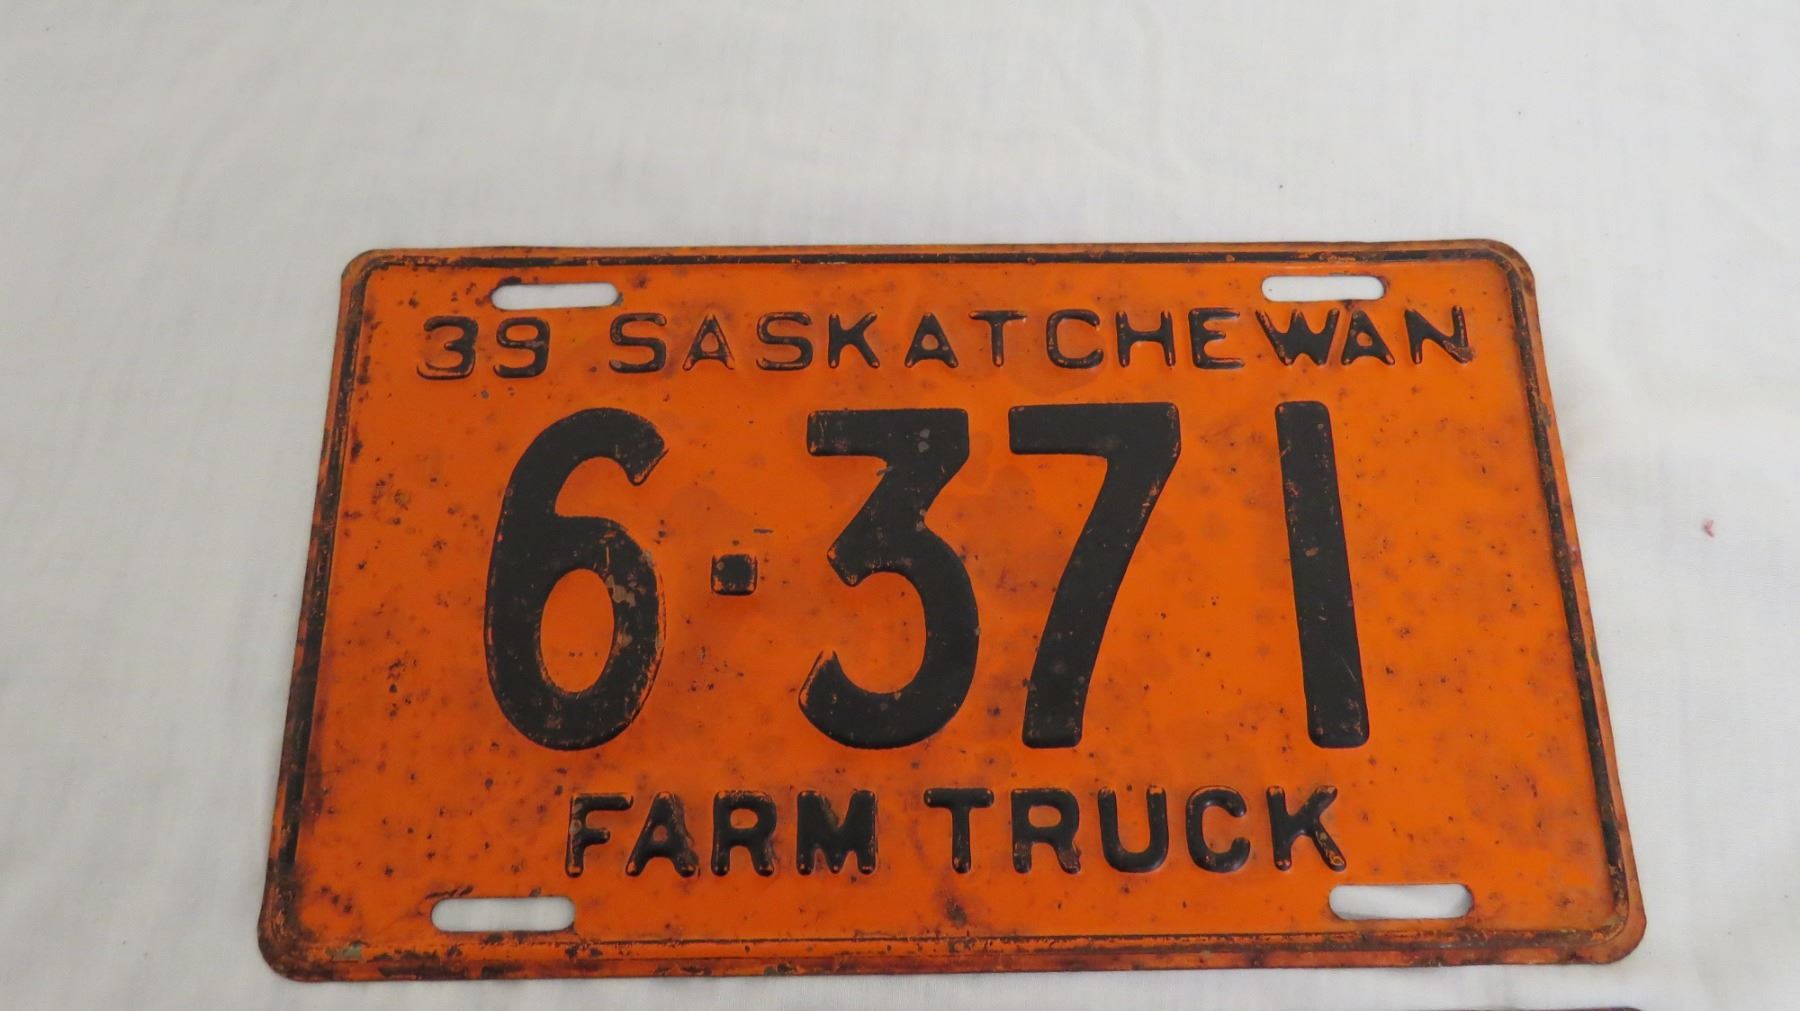 39 SASKATCHEWAN
6-371
FARM TRUCK